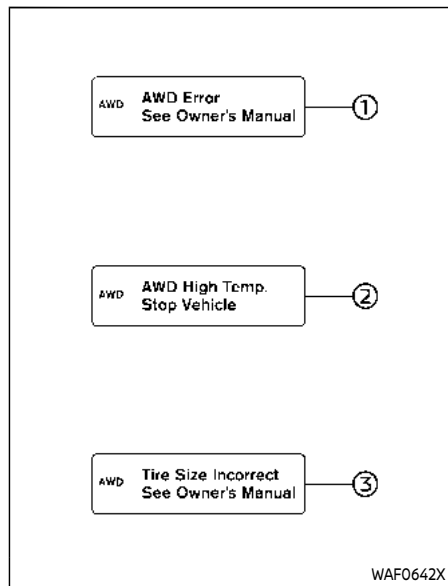 AWD
AWD Error
See Owner's Manual
1
AWD
AWD High Temp.
Stop Vehicle
2
AWD
Tire Size Incorrect
See Owner's Manual
3
WAF0642X